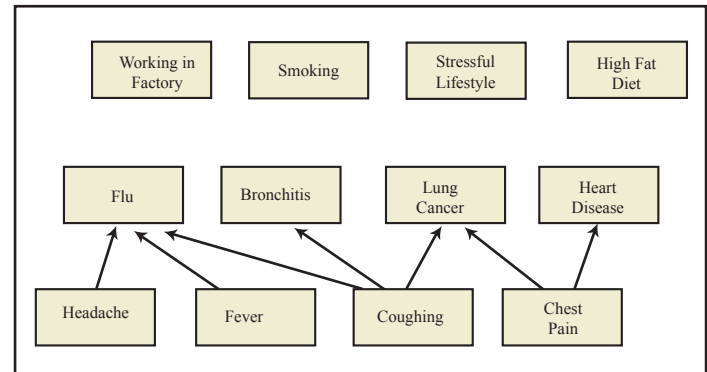 Working in
Factory
Smoking
Stressful
Lifestyle
High Fat
Diet
Flu
Bronchitis
Lung
Cancer
Heart
Disease
Headache
Fever
Coughing
Chest
Pain